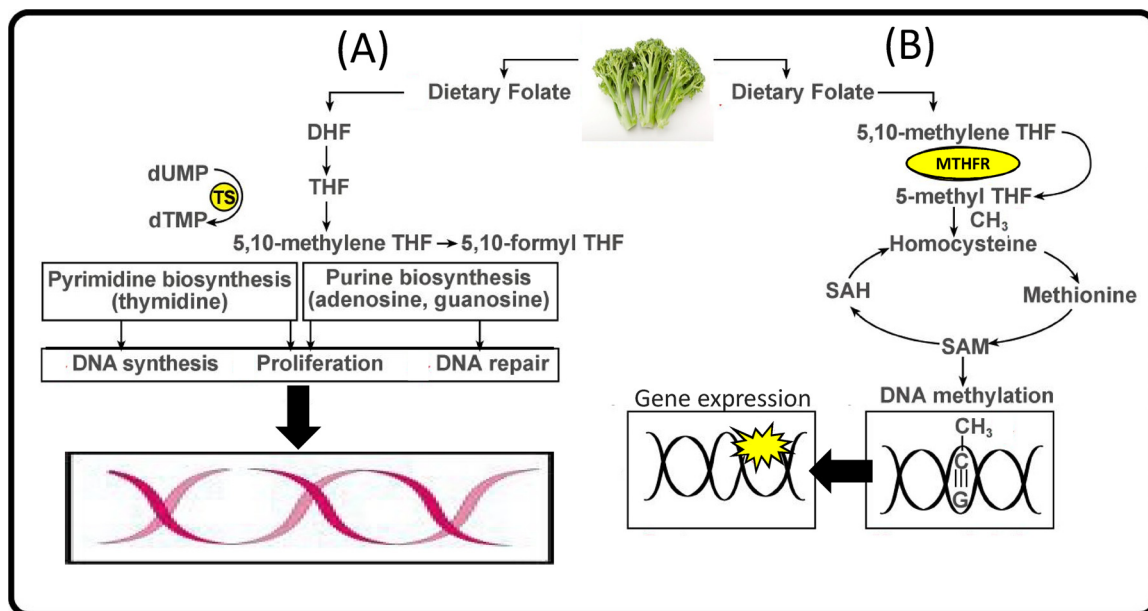 (A)
Dietary Folate
DHF
THF
dUMP
TS
dTMP
5,10-methylene THF
5,10-formyl THF
Pyrimidine biosynthesis
(thymidine)
Purine biosynthesis
(adenosine, guanosine)
DNA synthesis
Proliferation
DNA repair
(B)
Dietary Folate
5,10-methylene THF
MTHFR
5-methyl THF
CH3
Homocysteine
SAH
Methionine
SAM
DNA methylation
Gene expression
CH3
C
G